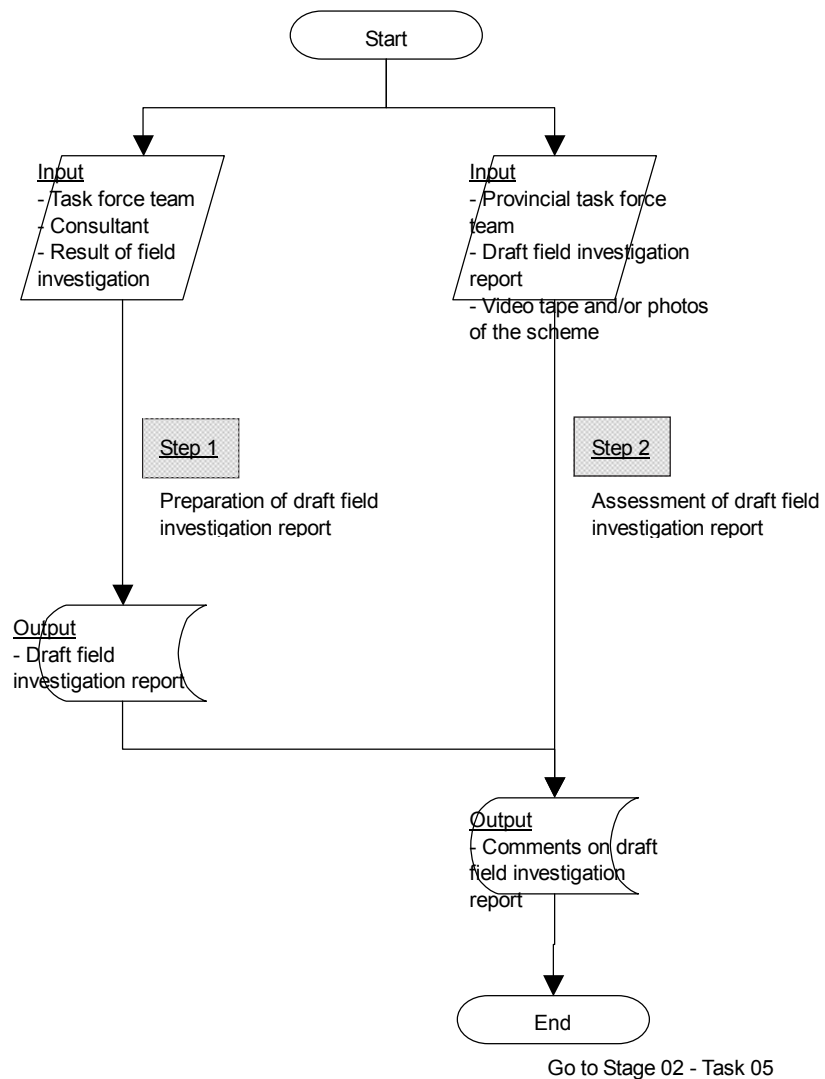 Start
Input
- Task force team
- Consultant
- Result of field
investigation
Input
- Provincial task force
team
- Draft field investigation
report
- Video tape and/or photos
of the scheme
Step 1
Preparation of draft field
investigation report
Step 2
Assessment of draft field
investigation report
Output
- Draft field
investigation report
Output
- Comments on draft
field investigation
report
End
Go to Stage 02 - Task 05